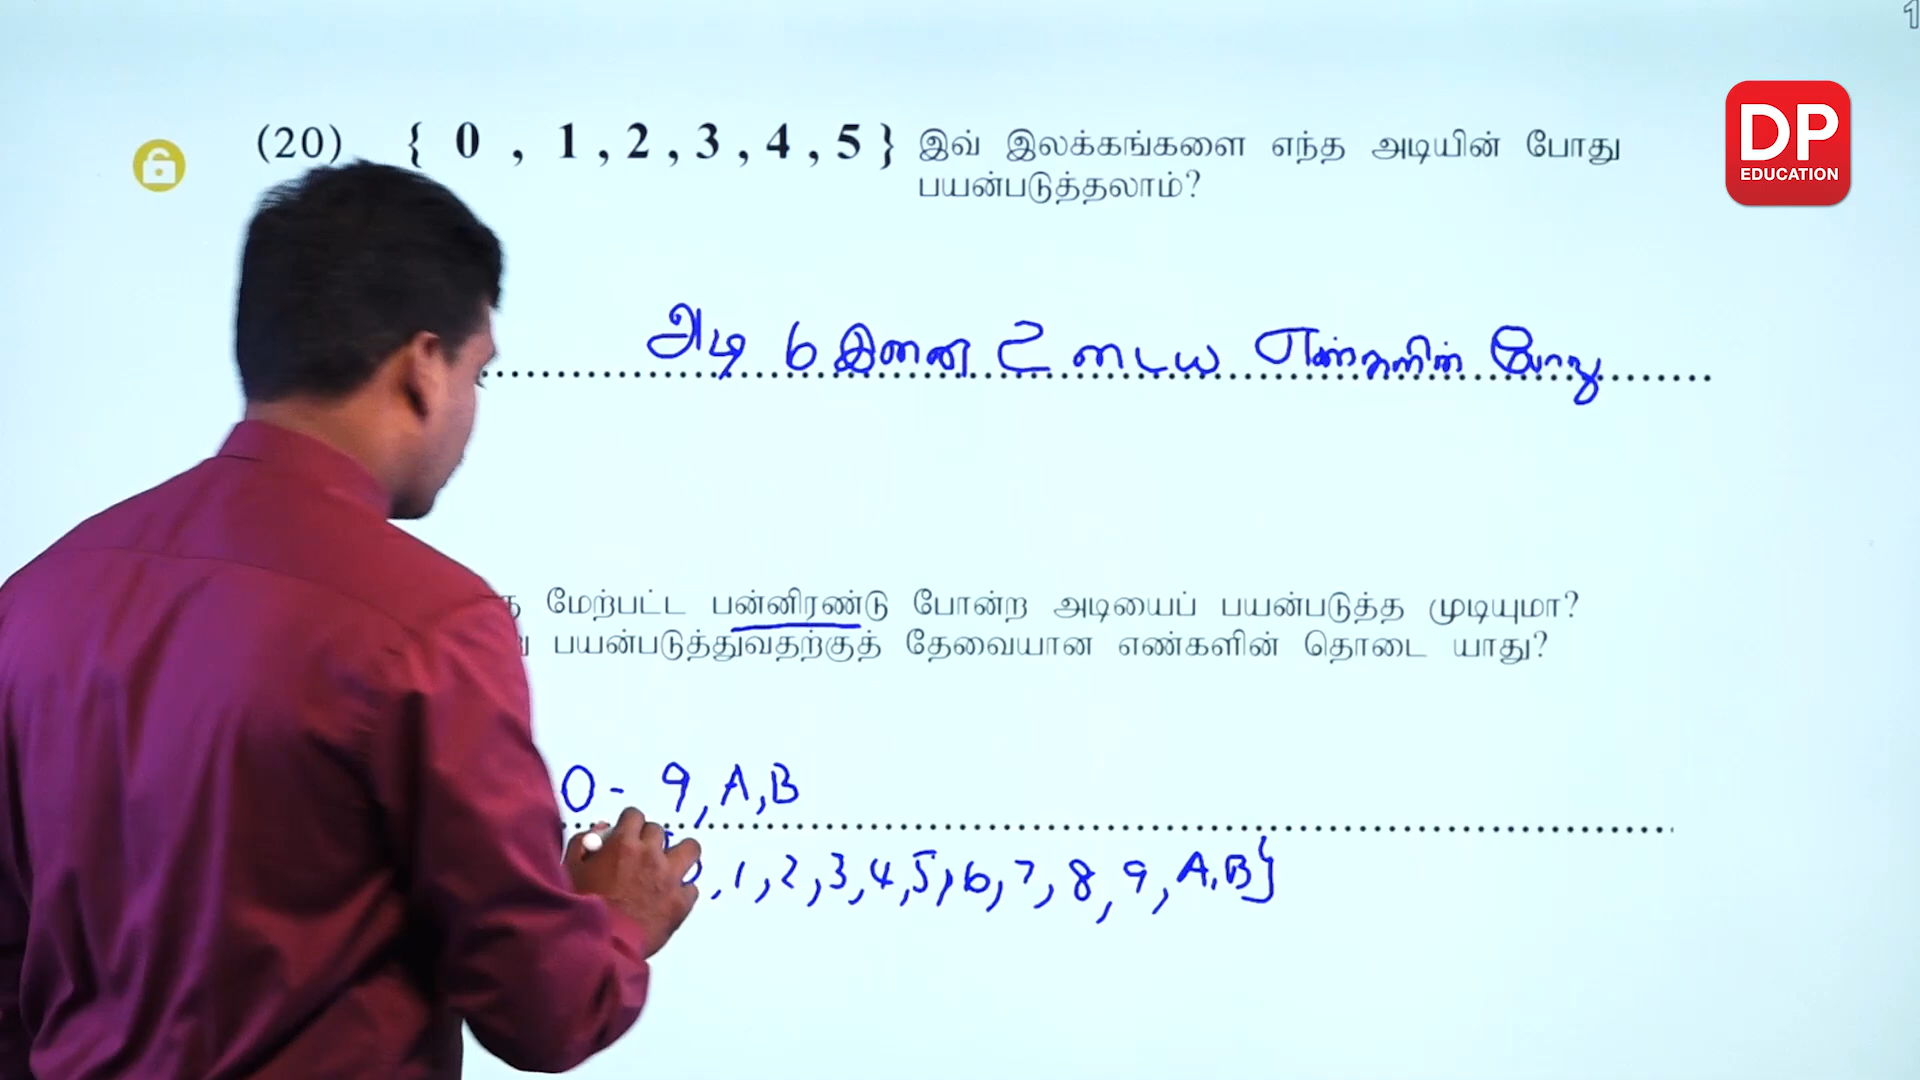 1
DP
EDUCATION
(20) { 0 , 1 , 2 , 3 , 4 , 5 } இவ் இலக்கங்களை எந்த அடியின் போது
பயன்படுத்தலாம்?
அடி 6 இனை உடைய எண்களின் போது
மேற்பட்ட பன்னிரண்டு போன்ற அடியைப் பயன்படுத்த முடியுமா?
பயன்படுத்துவதற்குத் தேவையான எண்களின் தொடை யாது?
0 - 9, A, B
, 1, 2, 3, 4, 5, 6, 7, 8, 9, A, B}